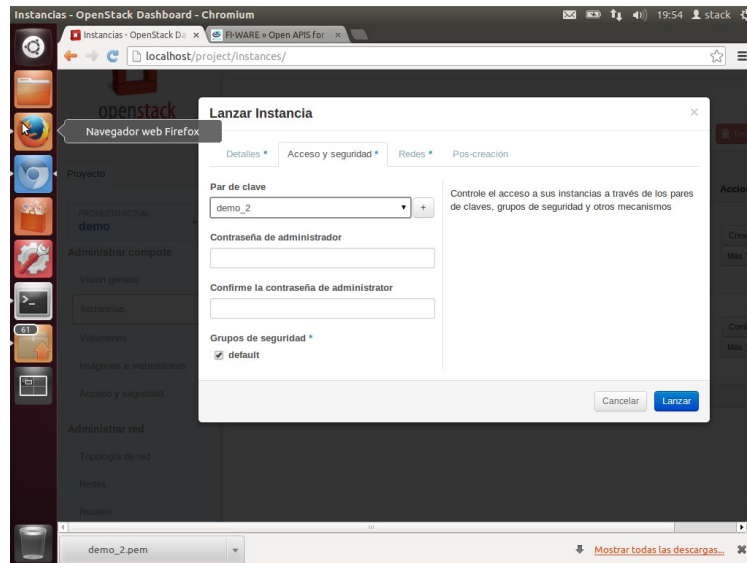 Instancias - OpenStack Dashboard - Chromium
19:54 stack
Instancias - OpenStack Da
FI-WARE » Open APIS for
localhost/project/instances/
openstack
Navegador web Firefox
Proyecto
PROYECTO ACTUAL
demo
Administrar compute
Visión general
Instancias
Volúmenes
Imágenes e instantáneas
Acceso y seguridad
Administrar red
Topología de red
Redes
Routers
Lanzar Instancia
Detalles * Acceso y seguridad * Redes * Pos-creación
Par de clave
demo_2
+
Contraseña de administrador
Confirme la contraseña de administrator
Grupos de seguridad *
default
Controle el acceso a sus instancias a través de los pares
de claves, grupos de seguridad y otros mecanismos
Cancelar Lanzar
Más
Más
61
demo_2.pem
Mostrar todas las descargas...